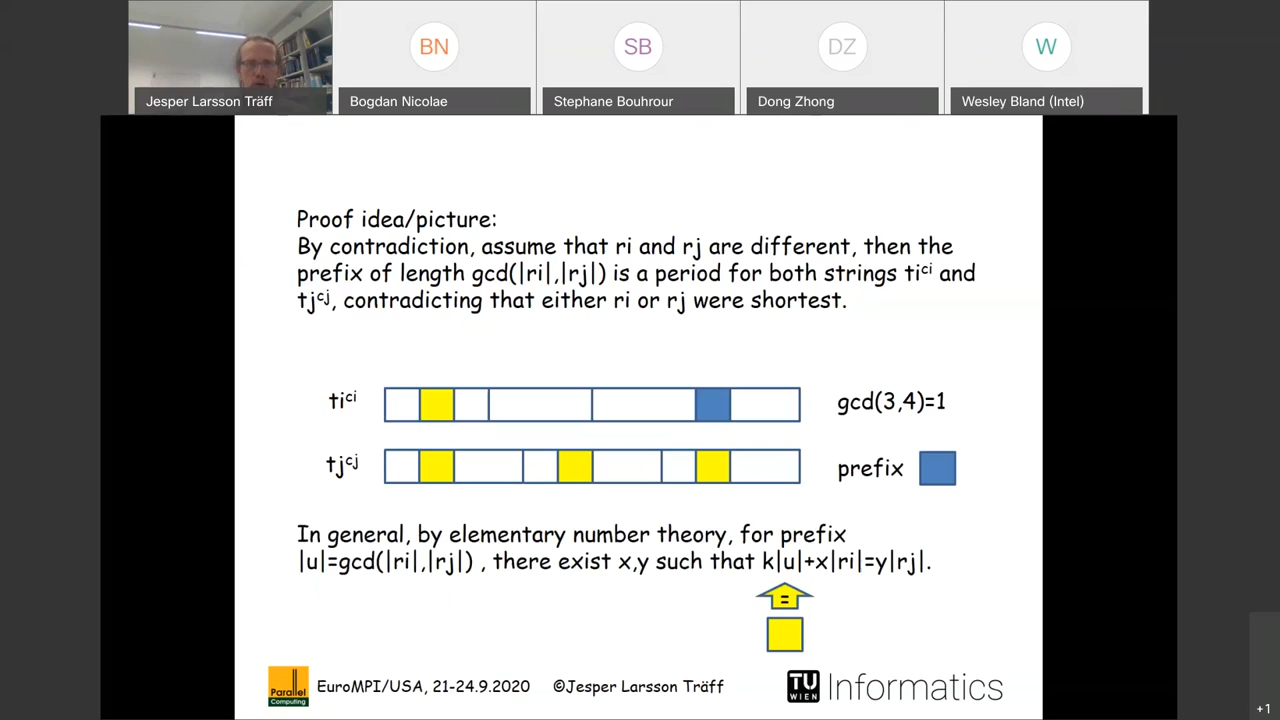 BN
SB
DZ
W
Jesper Larsson Träff
Bogdan Nicolae
Stephane Bouhrour
Dong Zhong
Wesley Bland (Intel)
Proof idea/picture:
By contradiction, assume that ri and rj are different, then the
prefix of length gcd(|ri|,|rj|) is a period for both strings tiᶜⁱ and
tjᶜʲ, contradicting that either ri or rj were shortest.
tiᶜⁱ
gcd(3,4)=1
tjᶜʲ
prefix
In general, by elementary number theory, for prefix
|u|=gcd(|ri|,|rj|) , there exist x,y such that k|u|+x|ri|=y|rj|.
=
Parallel
Computing
EuroMPI/USA, 21-24.9.2020 ©Jesper Larsson Träff
TU
WIEN
Informatics
+1